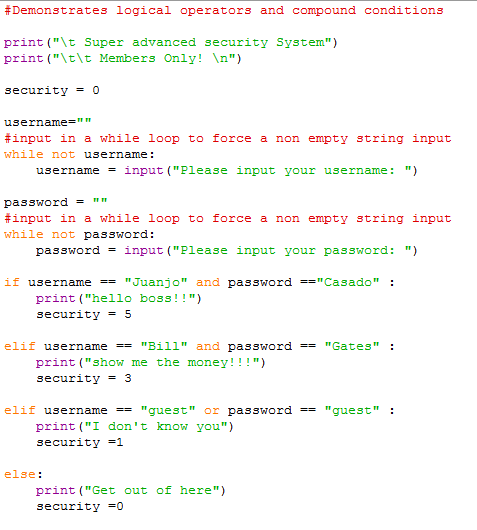 #Demonstrates logical operators and compound conditions
print("\t Super advanced security System")
print("\t\t Members Only! \n")
security = 0
username=""
#input in a while loop to force a non empty string input
while not username:
    username = input("Please input your username: ")
password = ""
#input in a while loop to force a non empty string input
while not password:
    password = input("Please input your password: ")
if username == "Juanjo" and password =="Casado" :
    print("hello boss!!")
    security = 5
elif username == "Bill" and password == "Gates" :
    print("show me the money!!!")
    security = 3
elif username == "guest" or password == "guest" :
    print("I don't know you")
    security =1
else:
    print("Get out of here")
    security =0